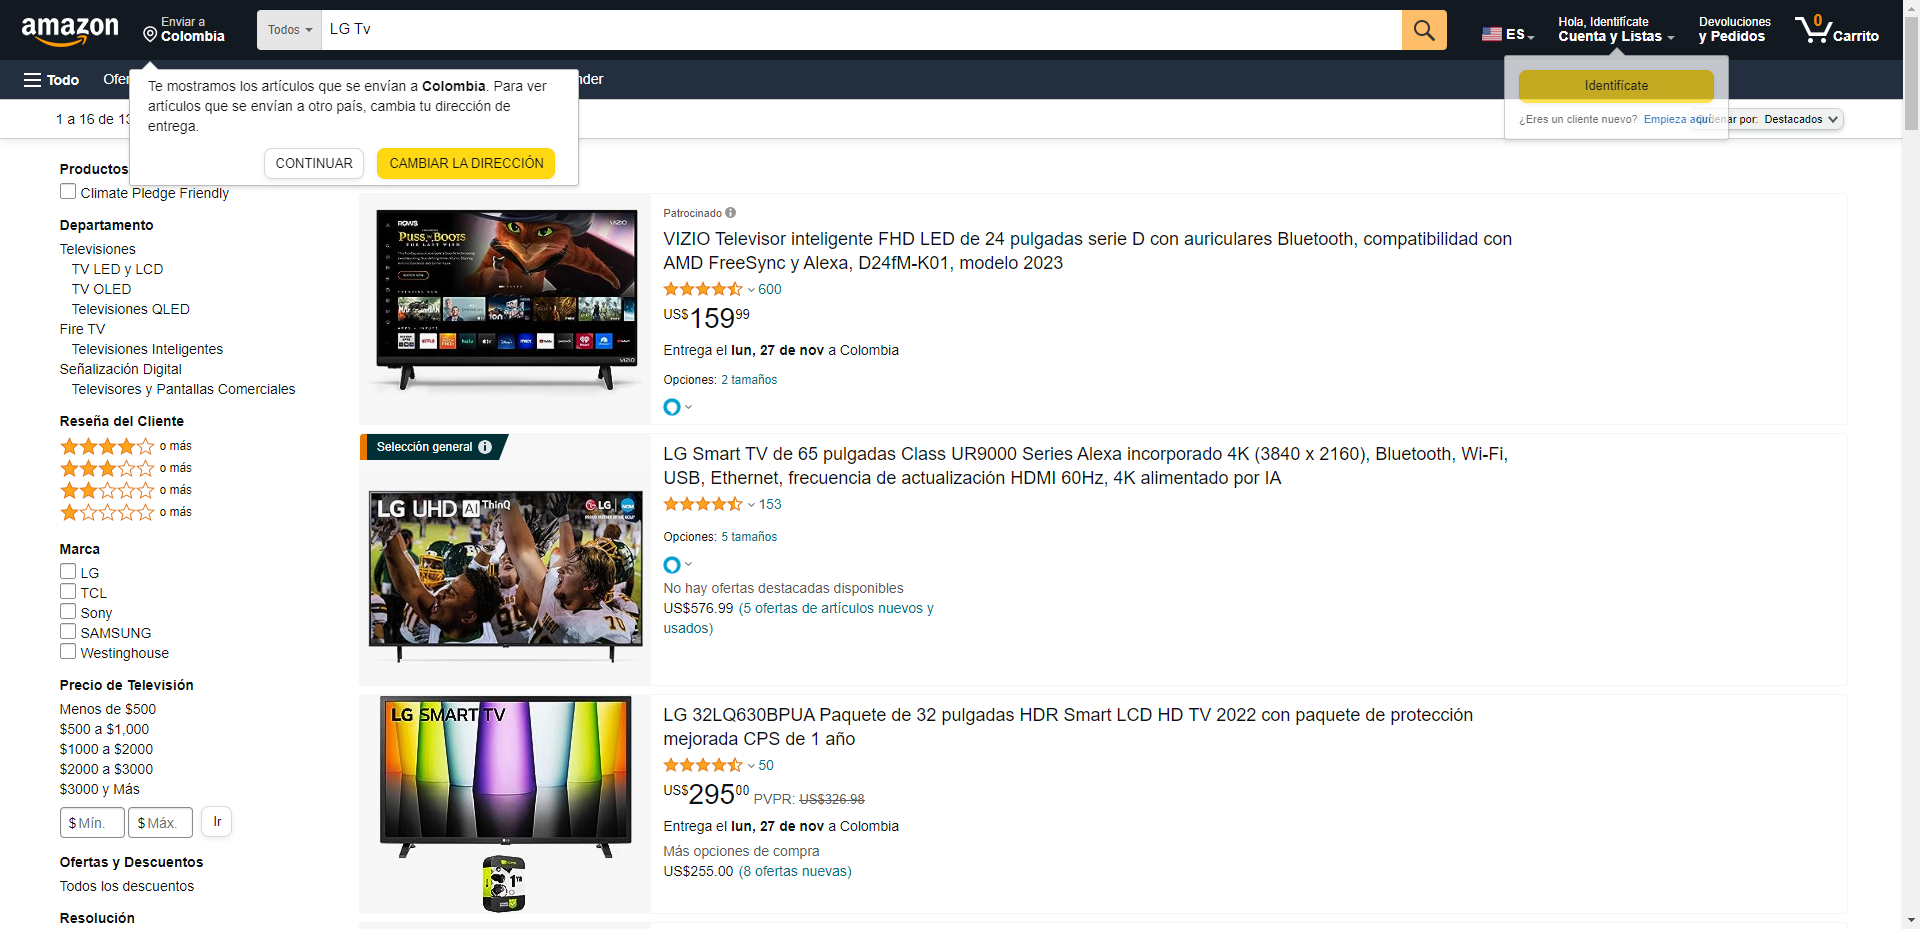 amazon
Enviar a
Colombia
Todos
LG Tv
ES
Hola, Identifícate
Cuenta y Listas
Devoluciones
y Pedidos
0
Carrito
Todo
Te mostramos los artículos que se envían a Colombia. Para ver
artículos que se envían a otro país, cambia tu dirección de
entrega.
CONTINUAR
CAMBIAR LA DIRECCIÓN
Identifícate
¿Eres un cliente nuevo? Empieza aquí.
1 a 16 de
Destacados
Productos
Climate Pledge Friendly
Departamento
Televisiones
TV LED y LCD
TV OLED
Televisiones QLED
Fire TV
Televisiones Inteligentes
Señalización Digital
Televisores y Pantallas Comerciales
Reseña del Cliente
o más
o más
o más
o más
Marca
LG
TCL
Sony
SAMSUNG
Westinghouse
Precio de Televisión
Menos de $500
$500 a $1,000
$1000 a $2000
$2000 a $3000
$3000 y Más
$ Mín.
$ Máx.
Ir
Ofertas y Descuentos
Todos los descuentos
Resolución
PUSS IN BOOTS
THE LAST WISH
VIZIO
Patrocinado
VIZIO Televisor inteligente FHD LED de 24 pulgadas serie D con auriculares Bluetooth, compatibilidad con
AMD FreeSync y Alexa, D24fM-K01, modelo 2023
600
US$159 99
Entrega el lun, 27 de nov a Colombia
Opciones: 2 tamaños
Selección general
LG UHD AI ThinQ
LG
LG Smart TV de 65 pulgadas Class UR9000 Series Alexa incorporado 4K (3840 x 2160), Bluetooth, Wi-Fi,
USB, Ethernet, frecuencia de actualización HDMI 60Hz, 4K alimentado por IA
153
Opciones: 5 tamaños
No hay ofertas destacadas disponibles
US$576.99 (5 ofertas de artículos nuevos y
usados)
LG SMART TV
LG 32LQ630BPUA Paquete de 32 pulgadas HDR Smart LCD HD TV 2022 con paquete de protección
mejorada CPS de 1 año
50
US$295 00 PVPR: US$326.98
Entrega el lun, 27 de nov a Colombia
Más opciones de compra
US$255.00 (8 ofertas nuevas)